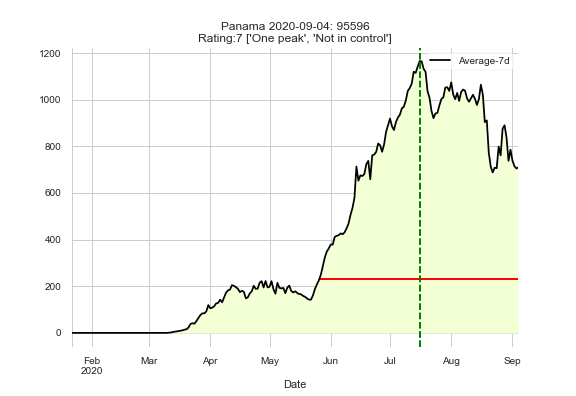 Panama 2020-09-04: 95596
Rating:7 ['One peak', 'Not in control']
Average-7d
1200
1000
800
600
400
200
0
Feb
2020
Mar
Apr
May
Jun
Jul
Aug
Sep
Date